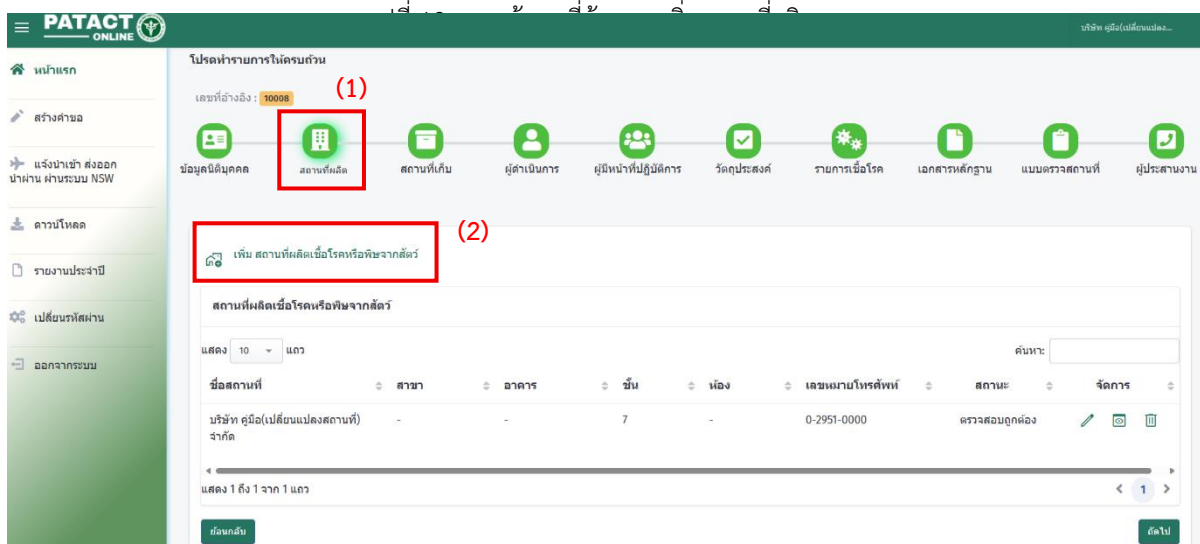 PATACT
ONLINE
บริษัท คู่มือ(เปลี่ยนแปลง...
หน้าแรก
สร้างคำขอ
แจ้งนำเข้า ส่งออก
นำผ่าน ผ่านระบบ NSW
ดาวน์โหลด
รายงานประจำปี
เปลี่ยนรหัสผ่าน
ออกจากระบบ
โปรดทำรายการให้ครบถ้วน
เลขที่อ้างอิง : 10008
(1)
ข้อมูลนิติบุคคล สถานที่ผลิต สถานที่เก็บ ผู้ดำเนินการ ผู้มีหน้าที่ปฏิบัติการ วัตถุประสงค์ รายการเชื้อโรค เอกสารหลักฐาน แบบตรวจสถานที่ ผู้ประสานงาน
(2)
เพิ่ม สถานที่ผลิตเชื้อโรคหรือพิษจากสัตว์
สถานที่ผลิตเชื้อโรคหรือพิษจากสัตว์
แสดง 10 แถว ค้นหา:
ชื่อสถานที่ สาขา อาคาร ชั้น ห้อง เลขหมายโทรศัพท์ สถานะ จัดการ
บริษัท คู่มือ(เปลี่ยนแปลงสถานที่) - - 7 - 0-2951-0000 ตรวจสอบถูกต้อง
จำกัด
แสดง 1 ถึง 1 จาก 1 แถว < 1 >
ย้อนกลับ ถัดไป